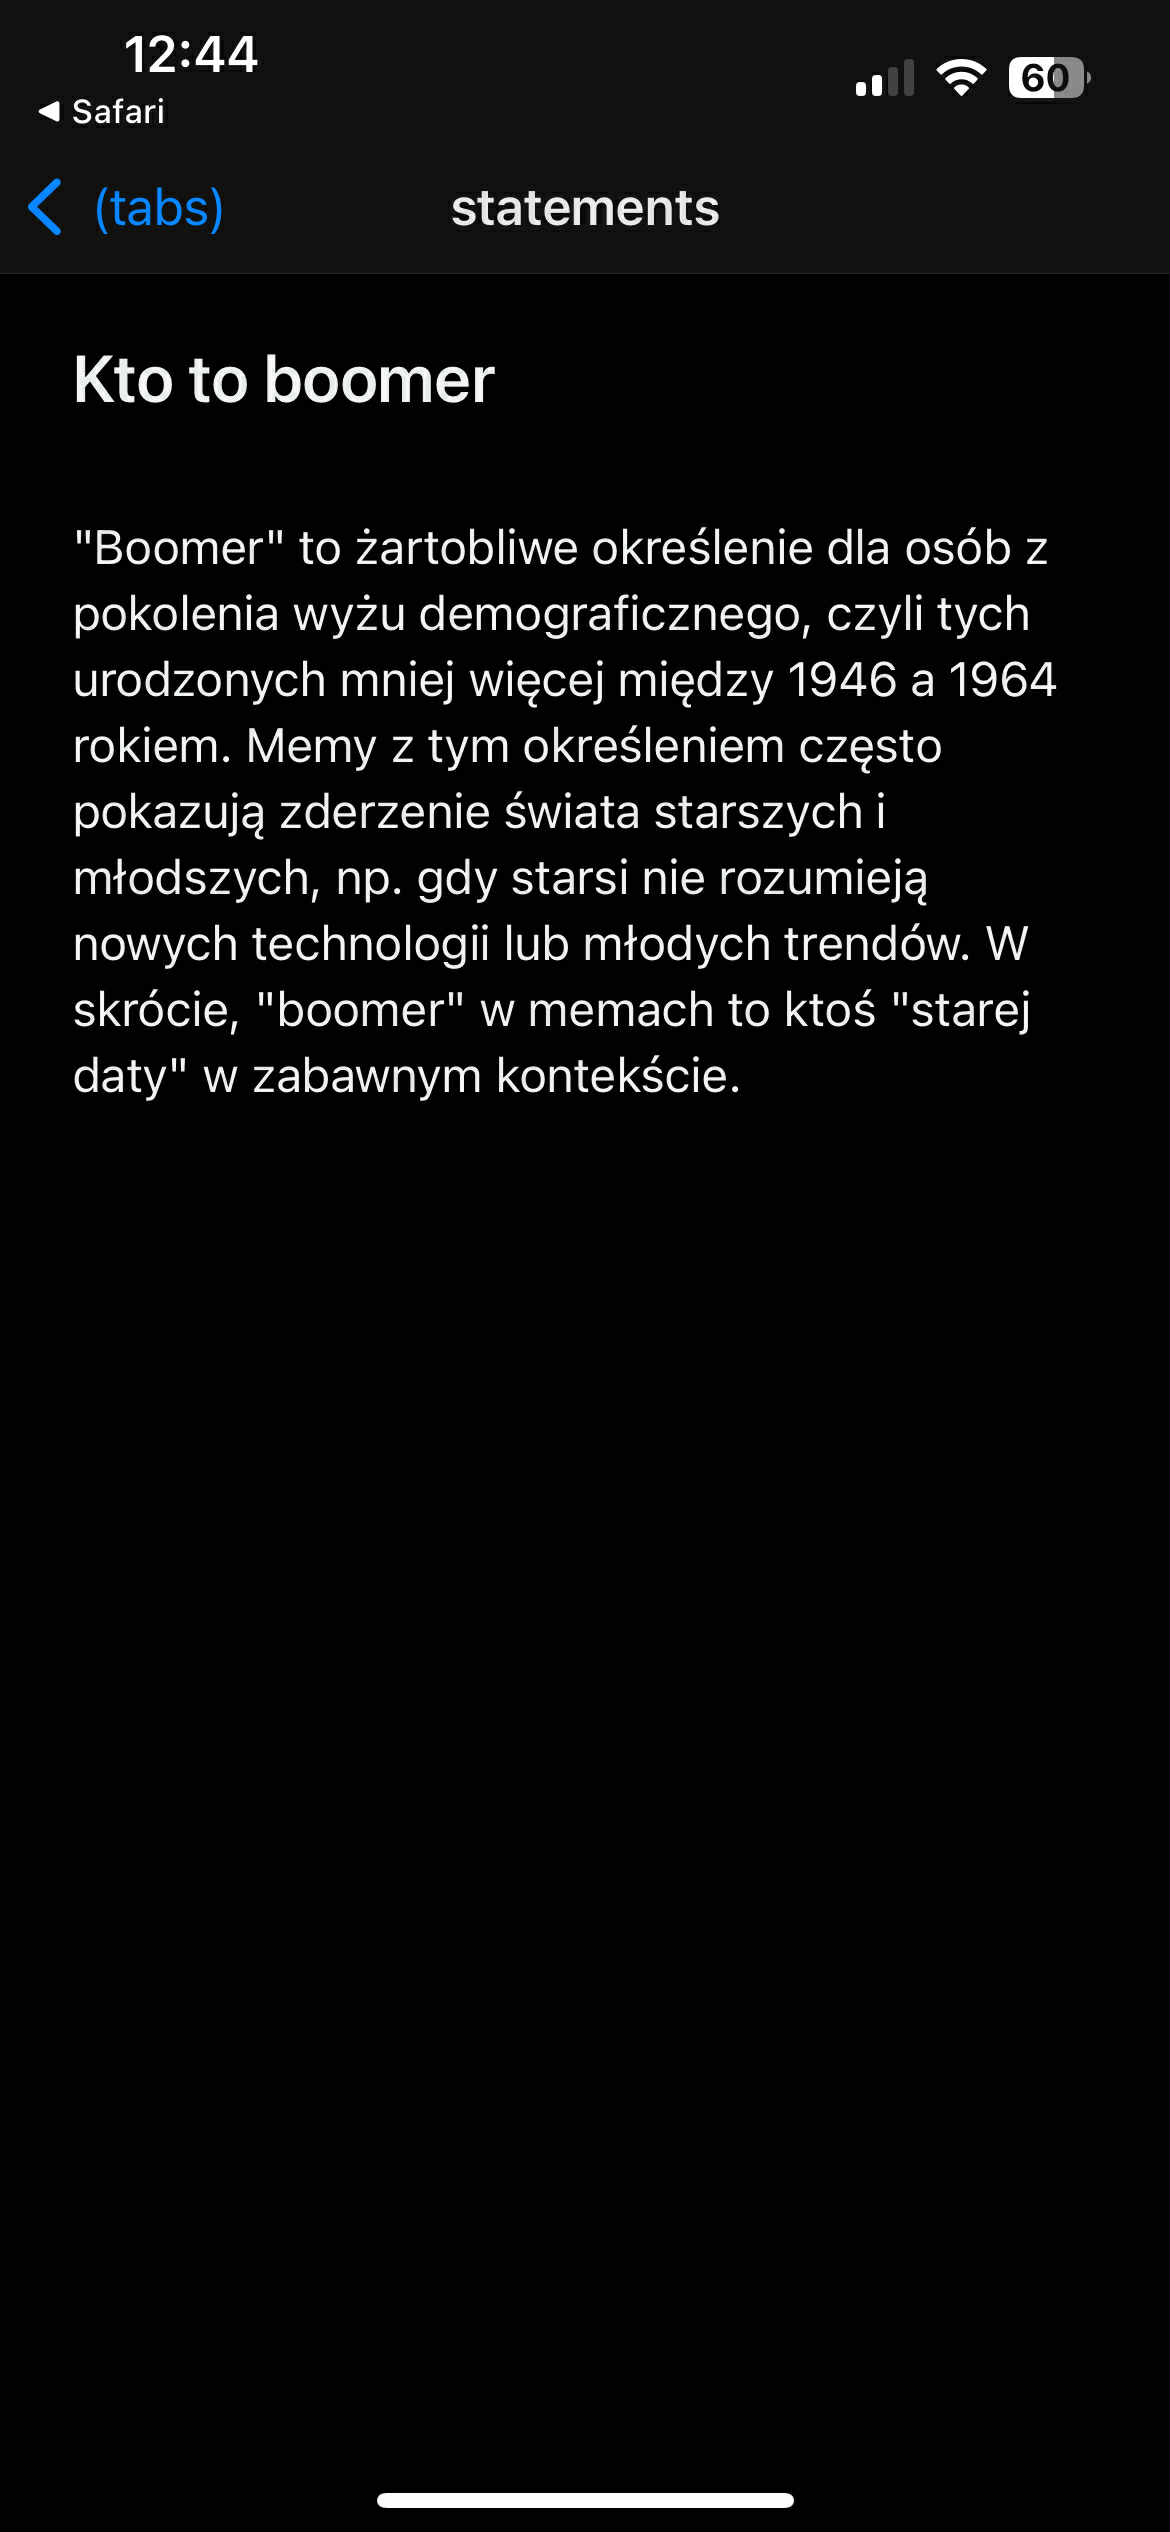 12:44
Safari
60
(tabs)
statements
Kto to boomer
"Boomer" to żartobliwe określenie dla osób z
pokolenia wyżu demograficznego, czyli tych
urodzonych mniej więcej między 1946 a 1964
rokiem. Memy z tym określeniem często
pokazują zderzenie świata starszych i
młodszych, np. gdy starsi nie rozumieją
nowych technologii lub młodych trendów. W
skrócie, "boomer" w memach to ktoś "starej
daty" w zabawnym kontekście.